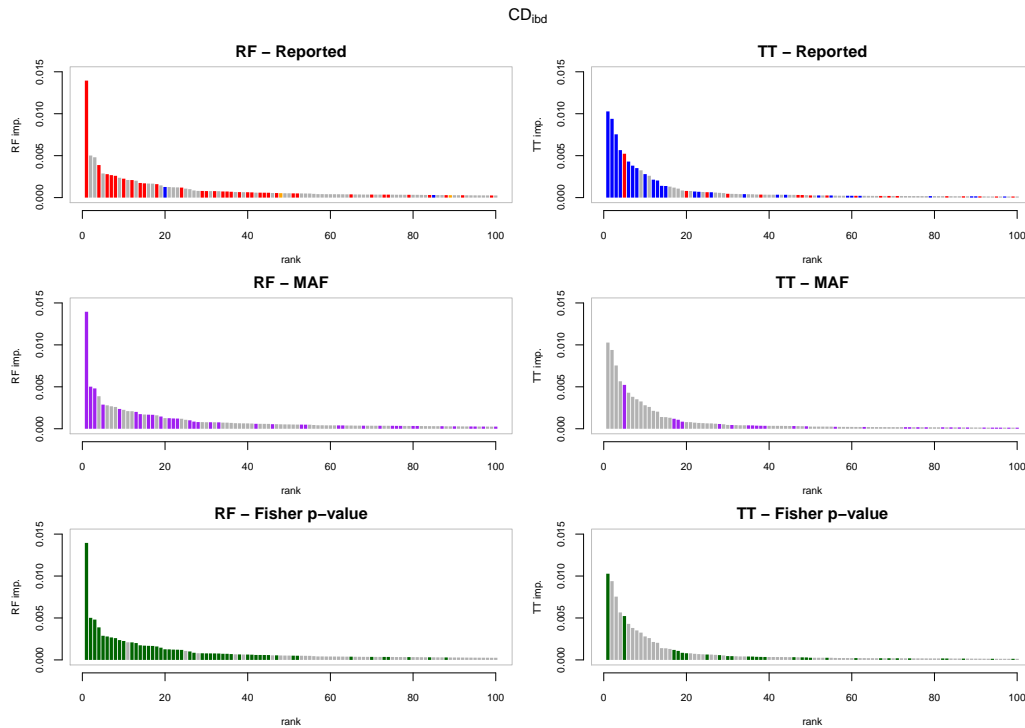 CD_ibd
RF − Reported
RF imp.
0.000 0.005 0.010 0.015
0 20 40 60 80 100
rank
TT − Reported
TT imp.
0.000 0.005 0.010 0.015
0 20 40 60 80 100
rank
RF − MAF
RF imp.
0.000 0.005 0.010 0.015
0 20 40 60 80 100
rank
TT − MAF
TT imp.
0.000 0.005 0.010 0.015
0 20 40 60 80 100
rank
RF − Fisher p−value
RF imp.
0.000 0.005 0.010 0.015
0 20 40 60 80 100
rank
TT − Fisher p−value
TT imp.
0.000 0.005 0.010 0.015
0 20 40 60 80 100
rank